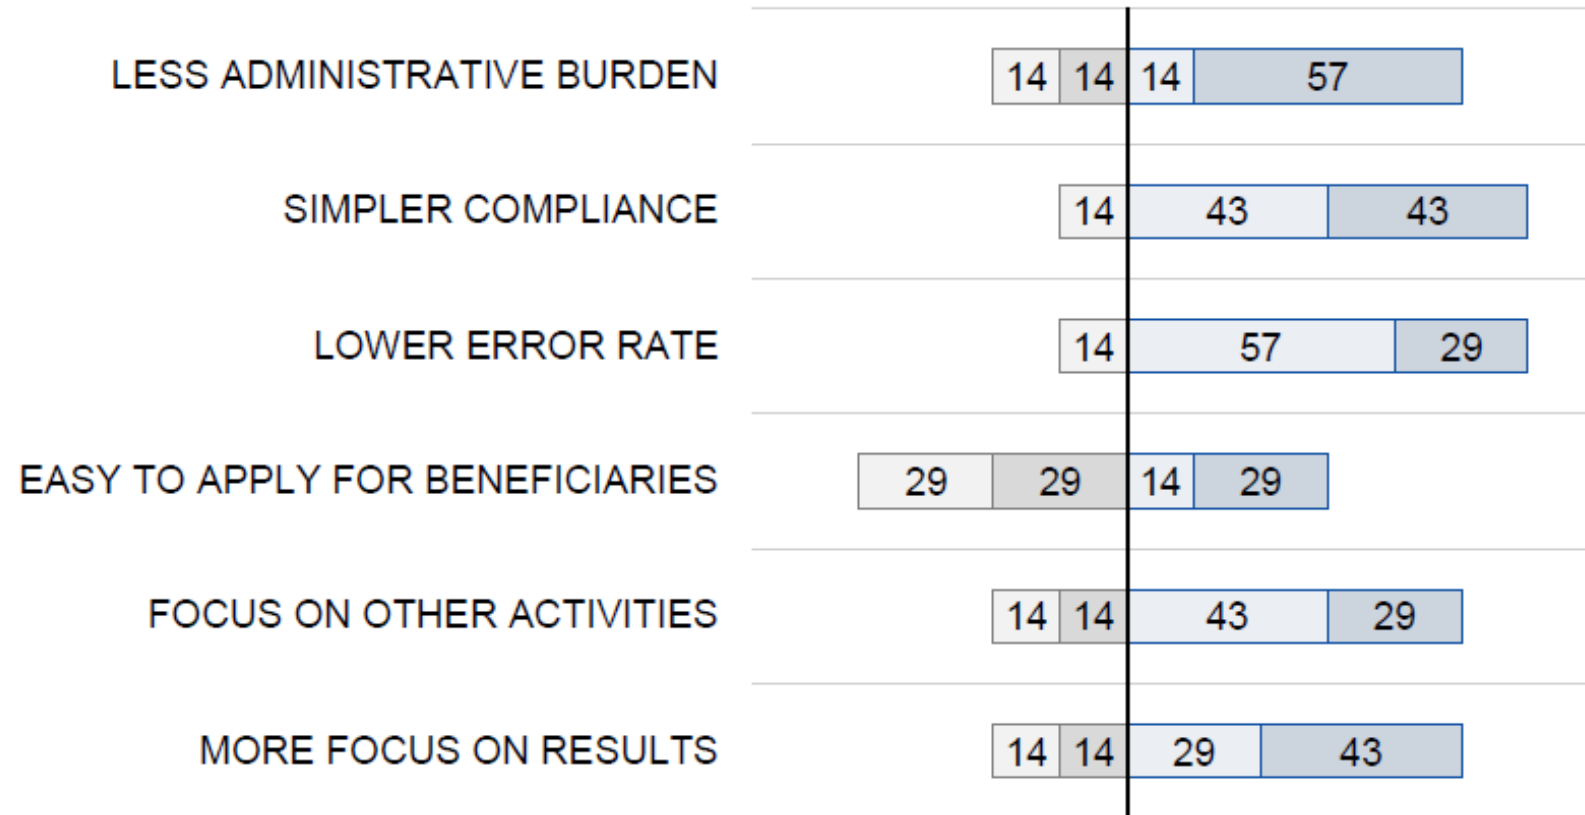 LESS ADMINISTRATIVE BURDEN 14 14 14 57
SIMPLER COMPLIANCE 14 43 43
LOWER ERROR RATE 14 57 29
EASY TO APPLY FOR BENEFICIARIES 29 29 14 29
FOCUS ON OTHER ACTIVITIES 14 14 43 29
MORE FOCUS ON RESULTS 14 14 29 43